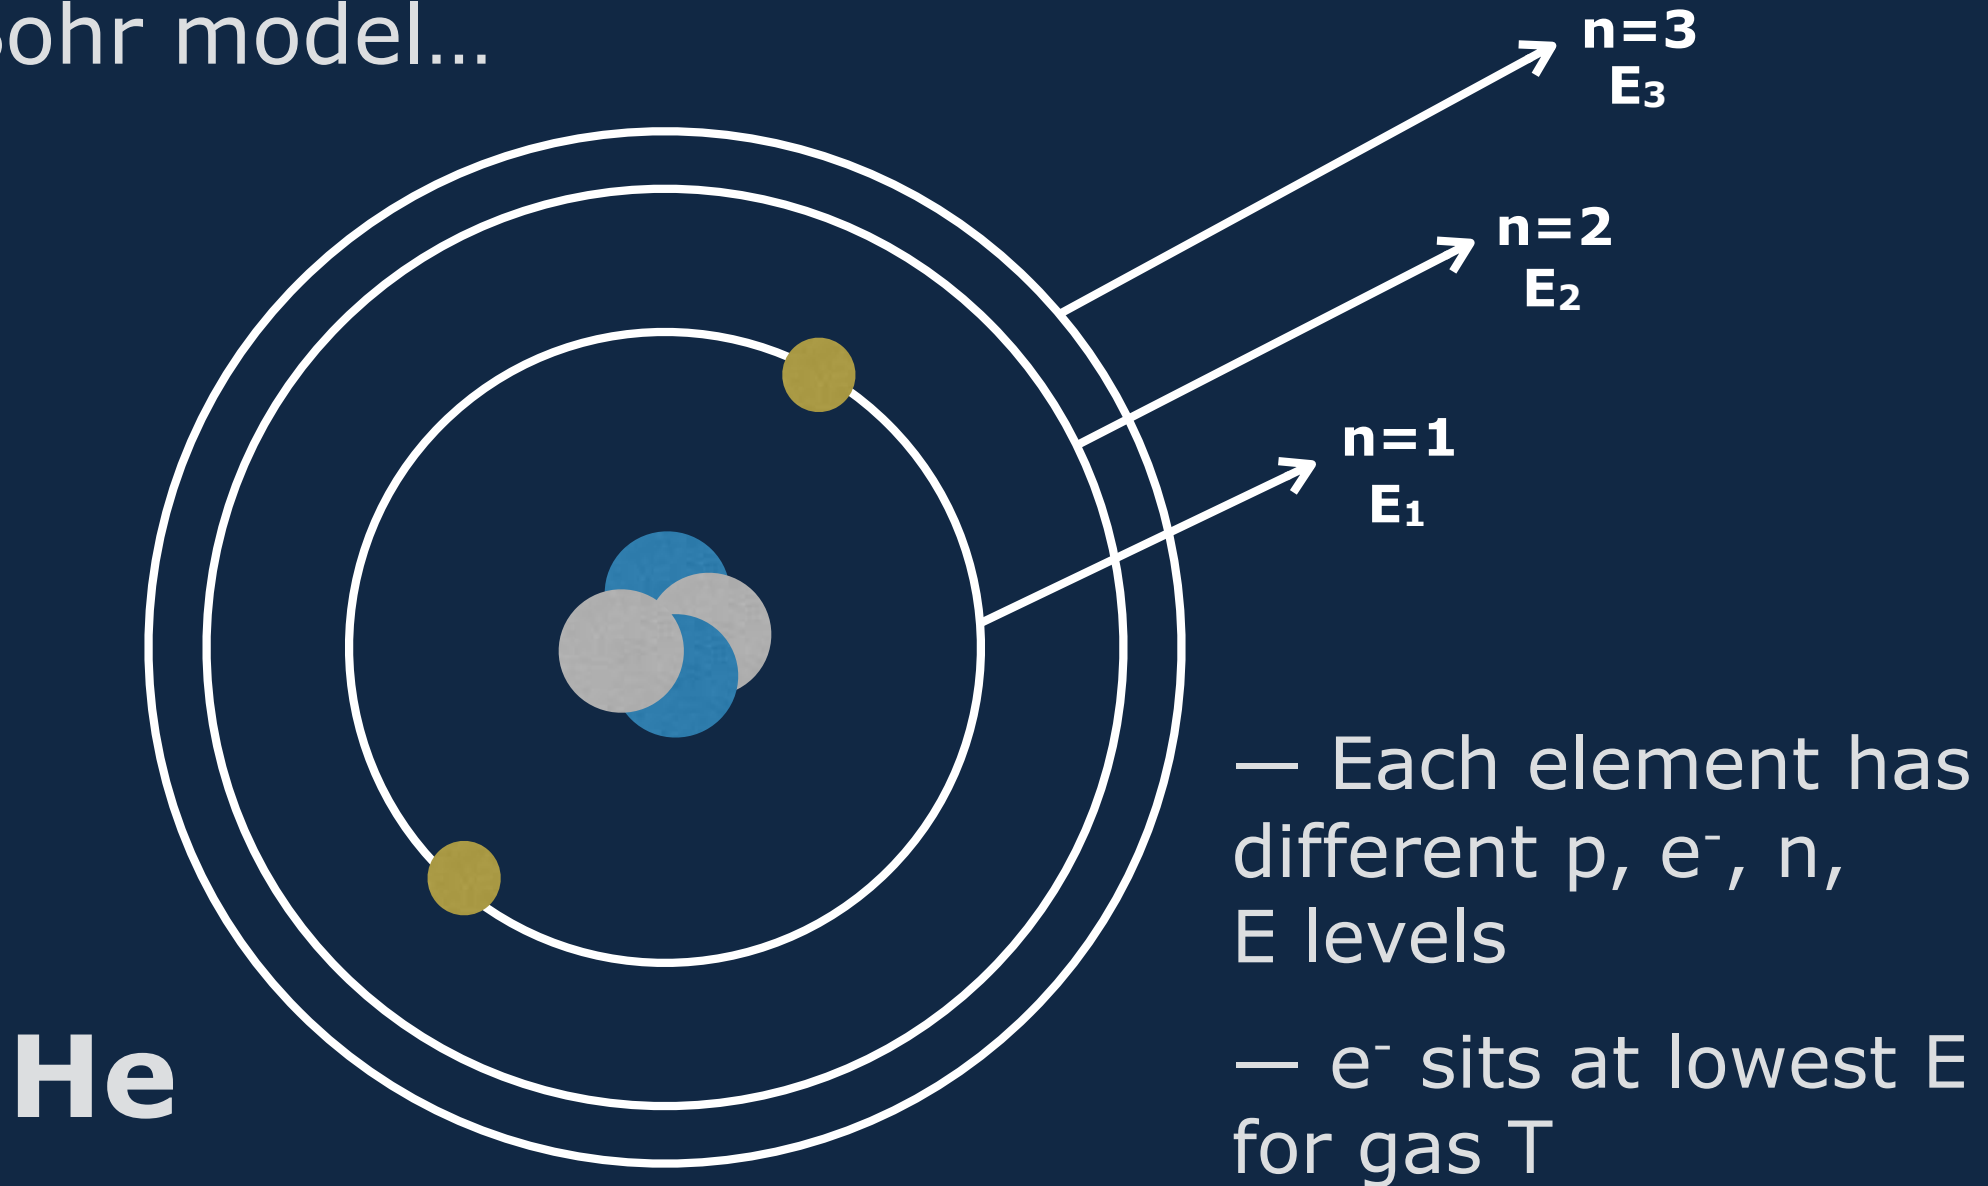 ohr model...
n=3
E₃
n=2
E₂
n=1
E₁
— Each element has
different p, e⁻, n,
E levels
— e⁻ sits at lowest E
for gas T
He